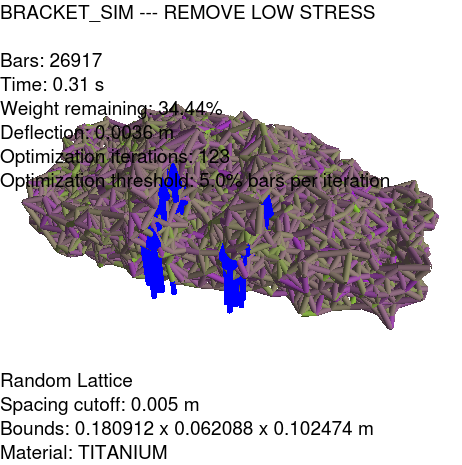 BRACKET_SIM --- REMOVE LOW STRESS
Bars: 26917
Time: 0.31 s
Weight remaining: 34.44%
Deflection: 0.0036 m
Optimization iterations: 123
Optimization threshold: 5.0% bars per iteration
Random Lattice
Spacing cutoff: 0.005 m
Bounds: 0.180912 x 0.062088 x 0.102474 m
Material: TITANIUM